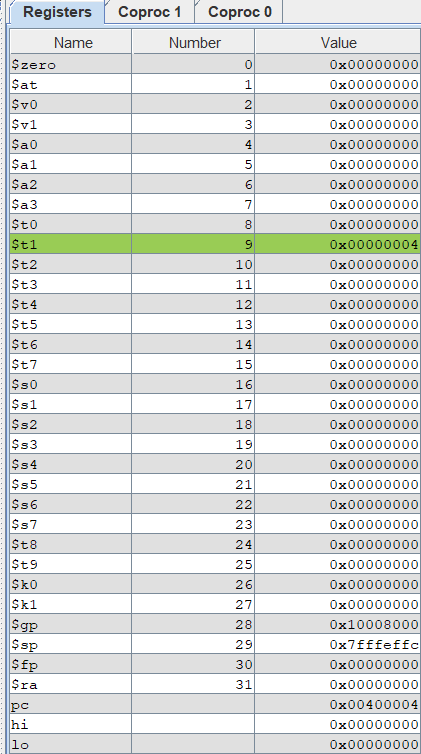 Registers Coproc 1 Coproc 0
Name Number Value
$zero 0 0x00000000
$at 1 0x00000000
$v0 2 0x00000000
$v1 3 0x00000000
$a0 4 0x00000000
$a1 5 0x00000000
$a2 6 0x00000000
$a3 7 0x00000000
$t0 8 0x00000000
$t1 9 0x00000004
$t2 10 0x00000000
$t3 11 0x00000000
$t4 12 0x00000000
$t5 13 0x00000000
$t6 14 0x00000000
$t7 15 0x00000000
$s0 16 0x00000000
$s1 17 0x00000000
$s2 18 0x00000000
$s3 19 0x00000000
$s4 20 0x00000000
$s5 21 0x00000000
$s6 22 0x00000000
$s7 23 0x00000000
$t8 24 0x00000000
$t9 25 0x00000000
$k0 26 0x00000000
$k1 27 0x00000000
$gp 28 0x10008000
$sp 29 0x7fffeffc
$fp 30 0x00000000
$ra 31 0x00000000
pc 0x00400004
hi 0x00000000
lo 0x00000000